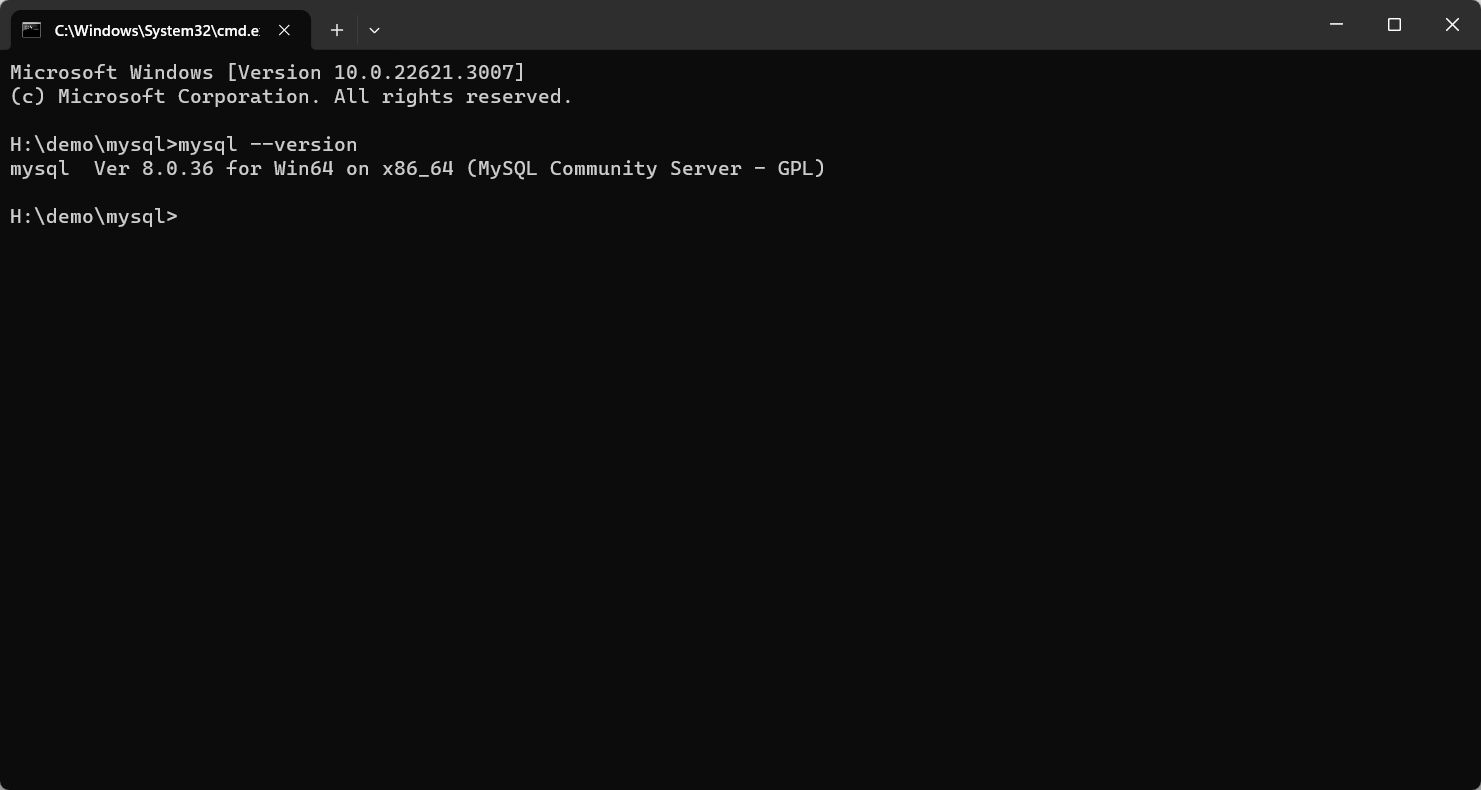 C:\Windows\System32\cmd.e
Microsoft Windows [Version 10.0.22621.3007]
(c) Microsoft Corporation. All rights reserved.
H:\demo\mysql>mysql --version
mysql  Ver 8.0.36 for Win64 on x86_64 (MySQL Community Server - GPL)
H:\demo\mysql>